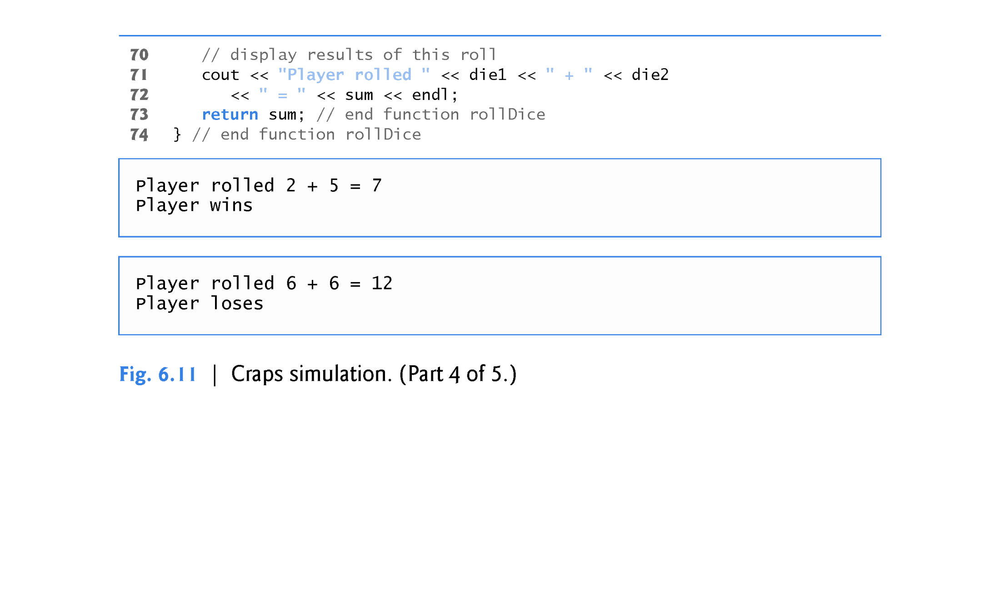 70 // display results of this roll
71 cout << "Player rolled " << die1 << " + " << die2
72 << " = " << sum << endl;
73 return sum; // end function rollDice
74 } // end function rollDice
Player rolled 2 + 5 = 7
Player wins
Player rolled 6 + 6 = 12
Player loses
Fig. 6.11 | Craps simulation. (Part 4 of 5.)